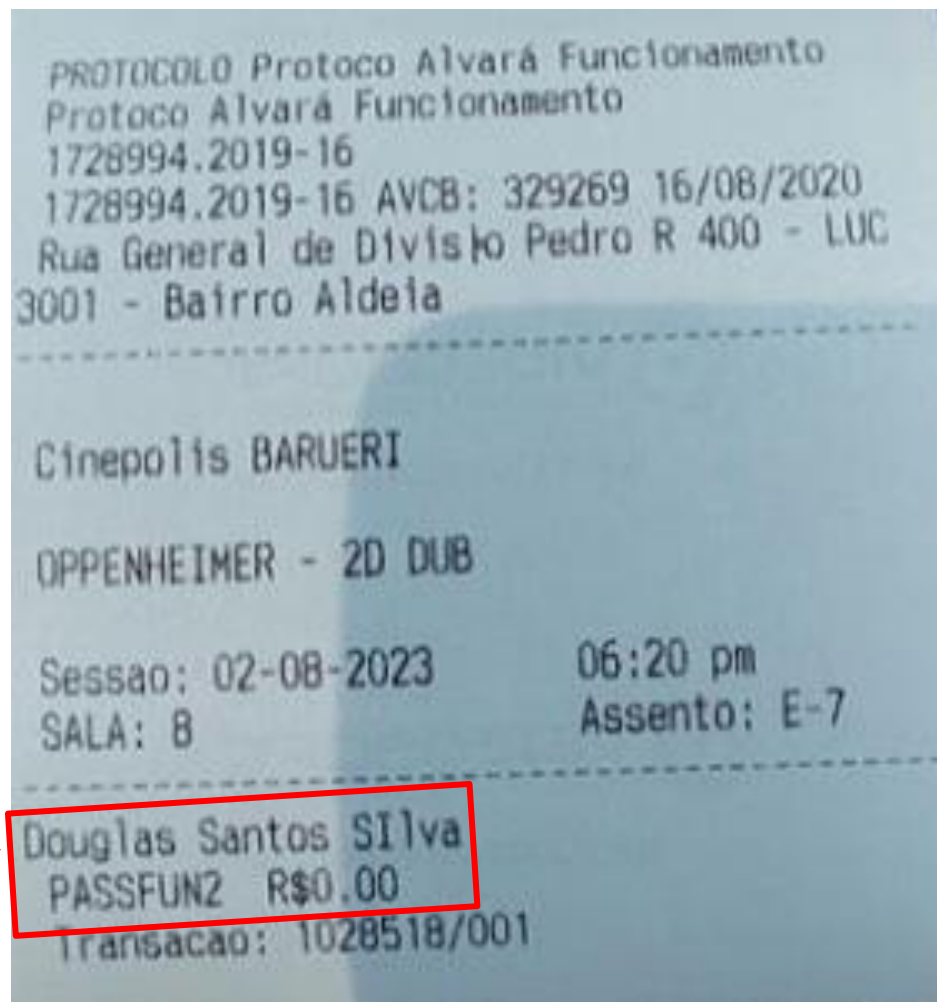 PROTOCOLO Protoco Alvará Funcionamento
Protoco Alvará Funcionamento
1728994.2019-16
1728994.2019-16 AVCB: 329269 16/08/2020
Rua General de Divisþo Pedro R 400 - LUC
3001 - Bairro Aldeia
Cinepolis BARUERI
OPPENHEIMER - 2D DUB
Sessao: 02-08-2023 06:20 pm
SALA: 8 Assento: E-7
Douglas Santos SIlva
PASSFUN2 R$0.00
Transacao: 1028518/001